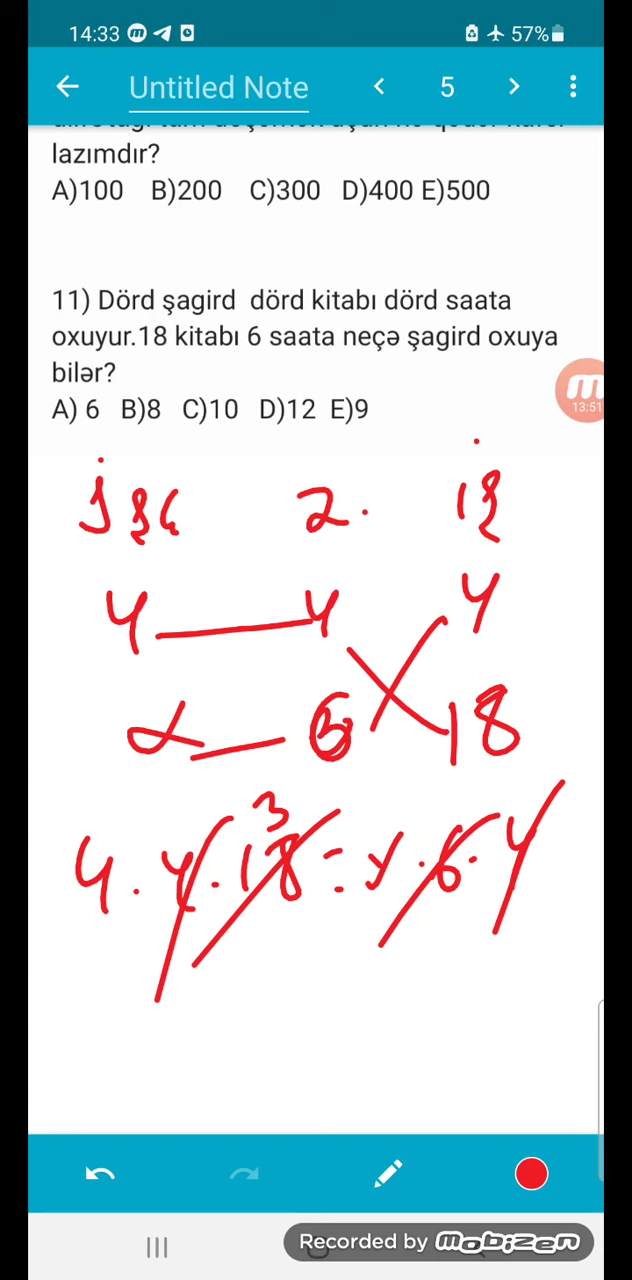 14:33 57%
Untitled Note < 5 >
lazımdır?
A)100 B)200 C)300 D)400 E)500
11) Dörd şagird dörd kitabı dörd saata
oxuyur.18 kitabı 6 saata neçə şagird oxuya
bilər?
A) 6 B)8 C)10 D)12 E)9
m
13:51
2. iş
4 4 4
x 6 18
3
4 . 4 . 18 = x . 6 . 4
Recorded by mobizen